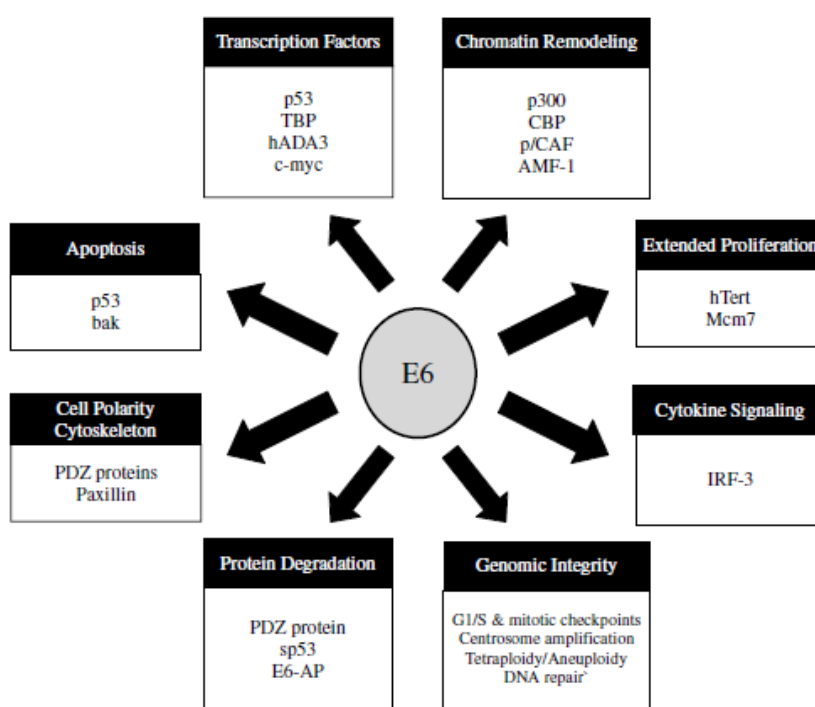 Transcription Factors
p53
TBP
hADA3
c-myc
Chromatin Remodeling
p300
CBP
p/CAF
AMF-1
Apoptosis
p53
bak
Extended Proliferation
hTert
Mcm7
E6
Cell Polarity
Cytoskeleton
PDZ proteins
Paxillin
Cytokine Signaling
IRF-3
Protein Degradation
PDZ protein
sp53
E6-AP
Genomic Integrity
G1/S & mitotic checkpoints
Centrosome amplification
Tetraploidy/Aneuploidy
DNA repair`